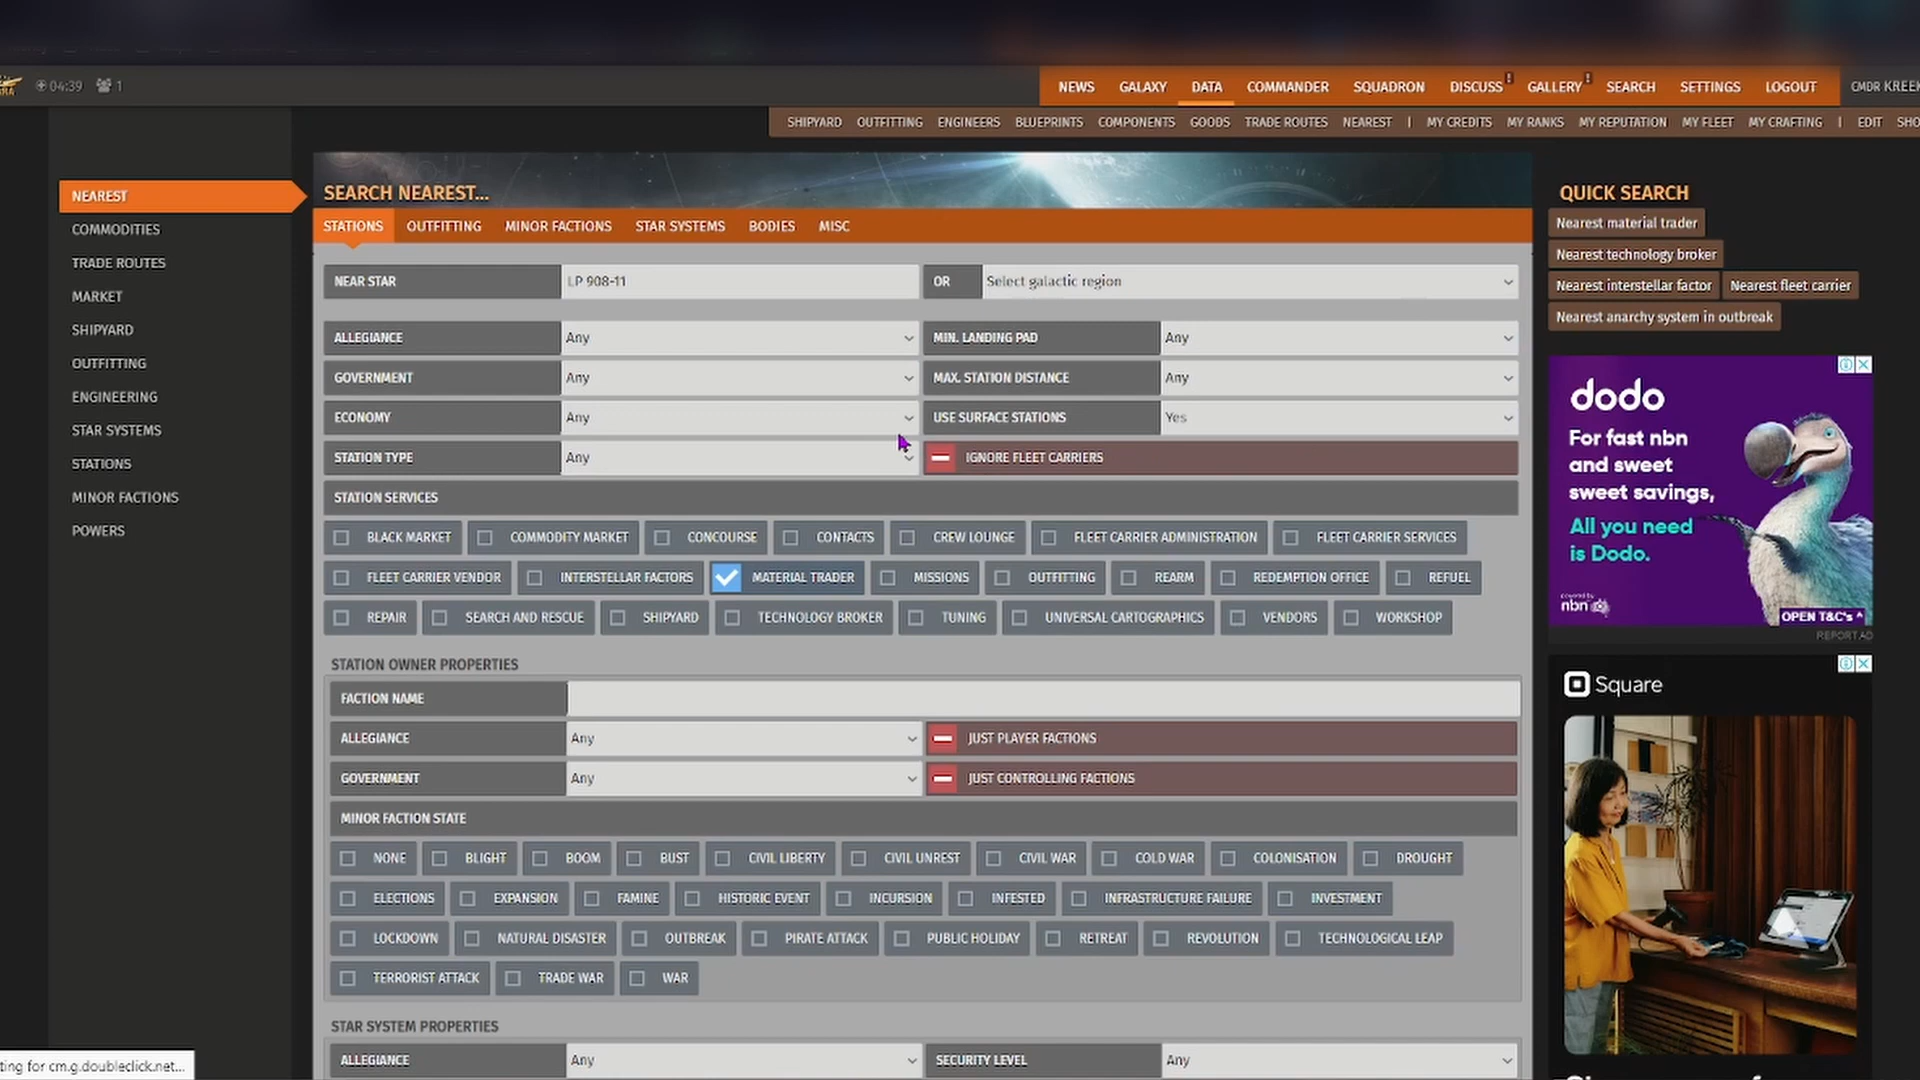 04:39 1
NEWS GALAXY DATA COMMANDER SQUADRON DISCUSS ! GALLERY ! SEARCH SETTINGS LOGOUT CMDR KREEK
SHIPYARD OUTFITTING ENGINEERS BLUEPRINTS COMPONENTS GOODS TRADE ROUTES NEAREST | MY CREDITS MY RANKS MY REPUTATION MY FLEET MY CRAFTING | EDIT SHO
NEAREST
COMMODITIES
TRADE ROUTES
MARKET
SHIPYARD
OUTFITTING
ENGINEERING
STAR SYSTEMS
STATIONS
MINOR FACTIONS
POWERS
SEARCH NEAREST...
STATIONS OUTFITTING MINOR FACTIONS STAR SYSTEMS BODIES MISC
NEAR STAR LP 908-11 OR Select galactic region
ALLEGIANCE Any MIN. LANDING PAD Any
GOVERNMENT Any MAX. STATION DISTANCE Any
ECONOMY Any USE SURFACE STATIONS Yes
STATION TYPE Any IGNORE FLEET CARRIERS
STATION SERVICES
BLACK MARKET COMMODITY MARKET CONCOURSE CONTACTS CREW LOUNGE FLEET CARRIER ADMINISTRATION FLEET CARRIER SERVICES
FLEET CARRIER VENDOR INTERSTELLAR FACTORS MATERIAL TRADER MISSIONS OUTFITTING REARM REDEMPTION OFFICE REFUEL
REPAIR SEARCH AND RESCUE SHIPYARD TECHNOLOGY BROKER TUNING UNIVERSAL CARTOGRAPHICS VENDORS WORKSHOP
STATION OWNER PROPERTIES
FACTION NAME
ALLEGIANCE Any JUST PLAYER FACTIONS
GOVERNMENT Any JUST CONTROLLING FACTIONS
MINOR FACTION STATE
NONE BLIGHT BOOM BUST CIVIL LIBERTY CIVIL UNREST CIVIL WAR COLD WAR COLONISATION DROUGHT
ELECTIONS EXPANSION FAMINE HISTORIC EVENT INCURSION INFESTED INFRASTRUCTURE FAILURE INVESTMENT
LOCKDOWN NATURAL DISASTER OUTBREAK PIRATE ATTACK PUBLIC HOLIDAY RETREAT REVOLUTION TECHNOLOGICAL LEAP
TERRORIST ATTACK TRADE WAR WAR
STAR SYSTEM PROPERTIES
ALLEGIANCE Any SECURITY LEVEL Any
QUICK SEARCH
Nearest material trader
Nearest technology broker
Nearest interstellar factor Nearest fleet carrier
Nearest anarchy system in outbreak
dodo
For fast nbn
and sweet
sweet savings,
All you need
is Dodo.
powered by
nbn
OPEN T&C's ^
REPORT AD
Square
ting for cm.g.doubleclick.net...